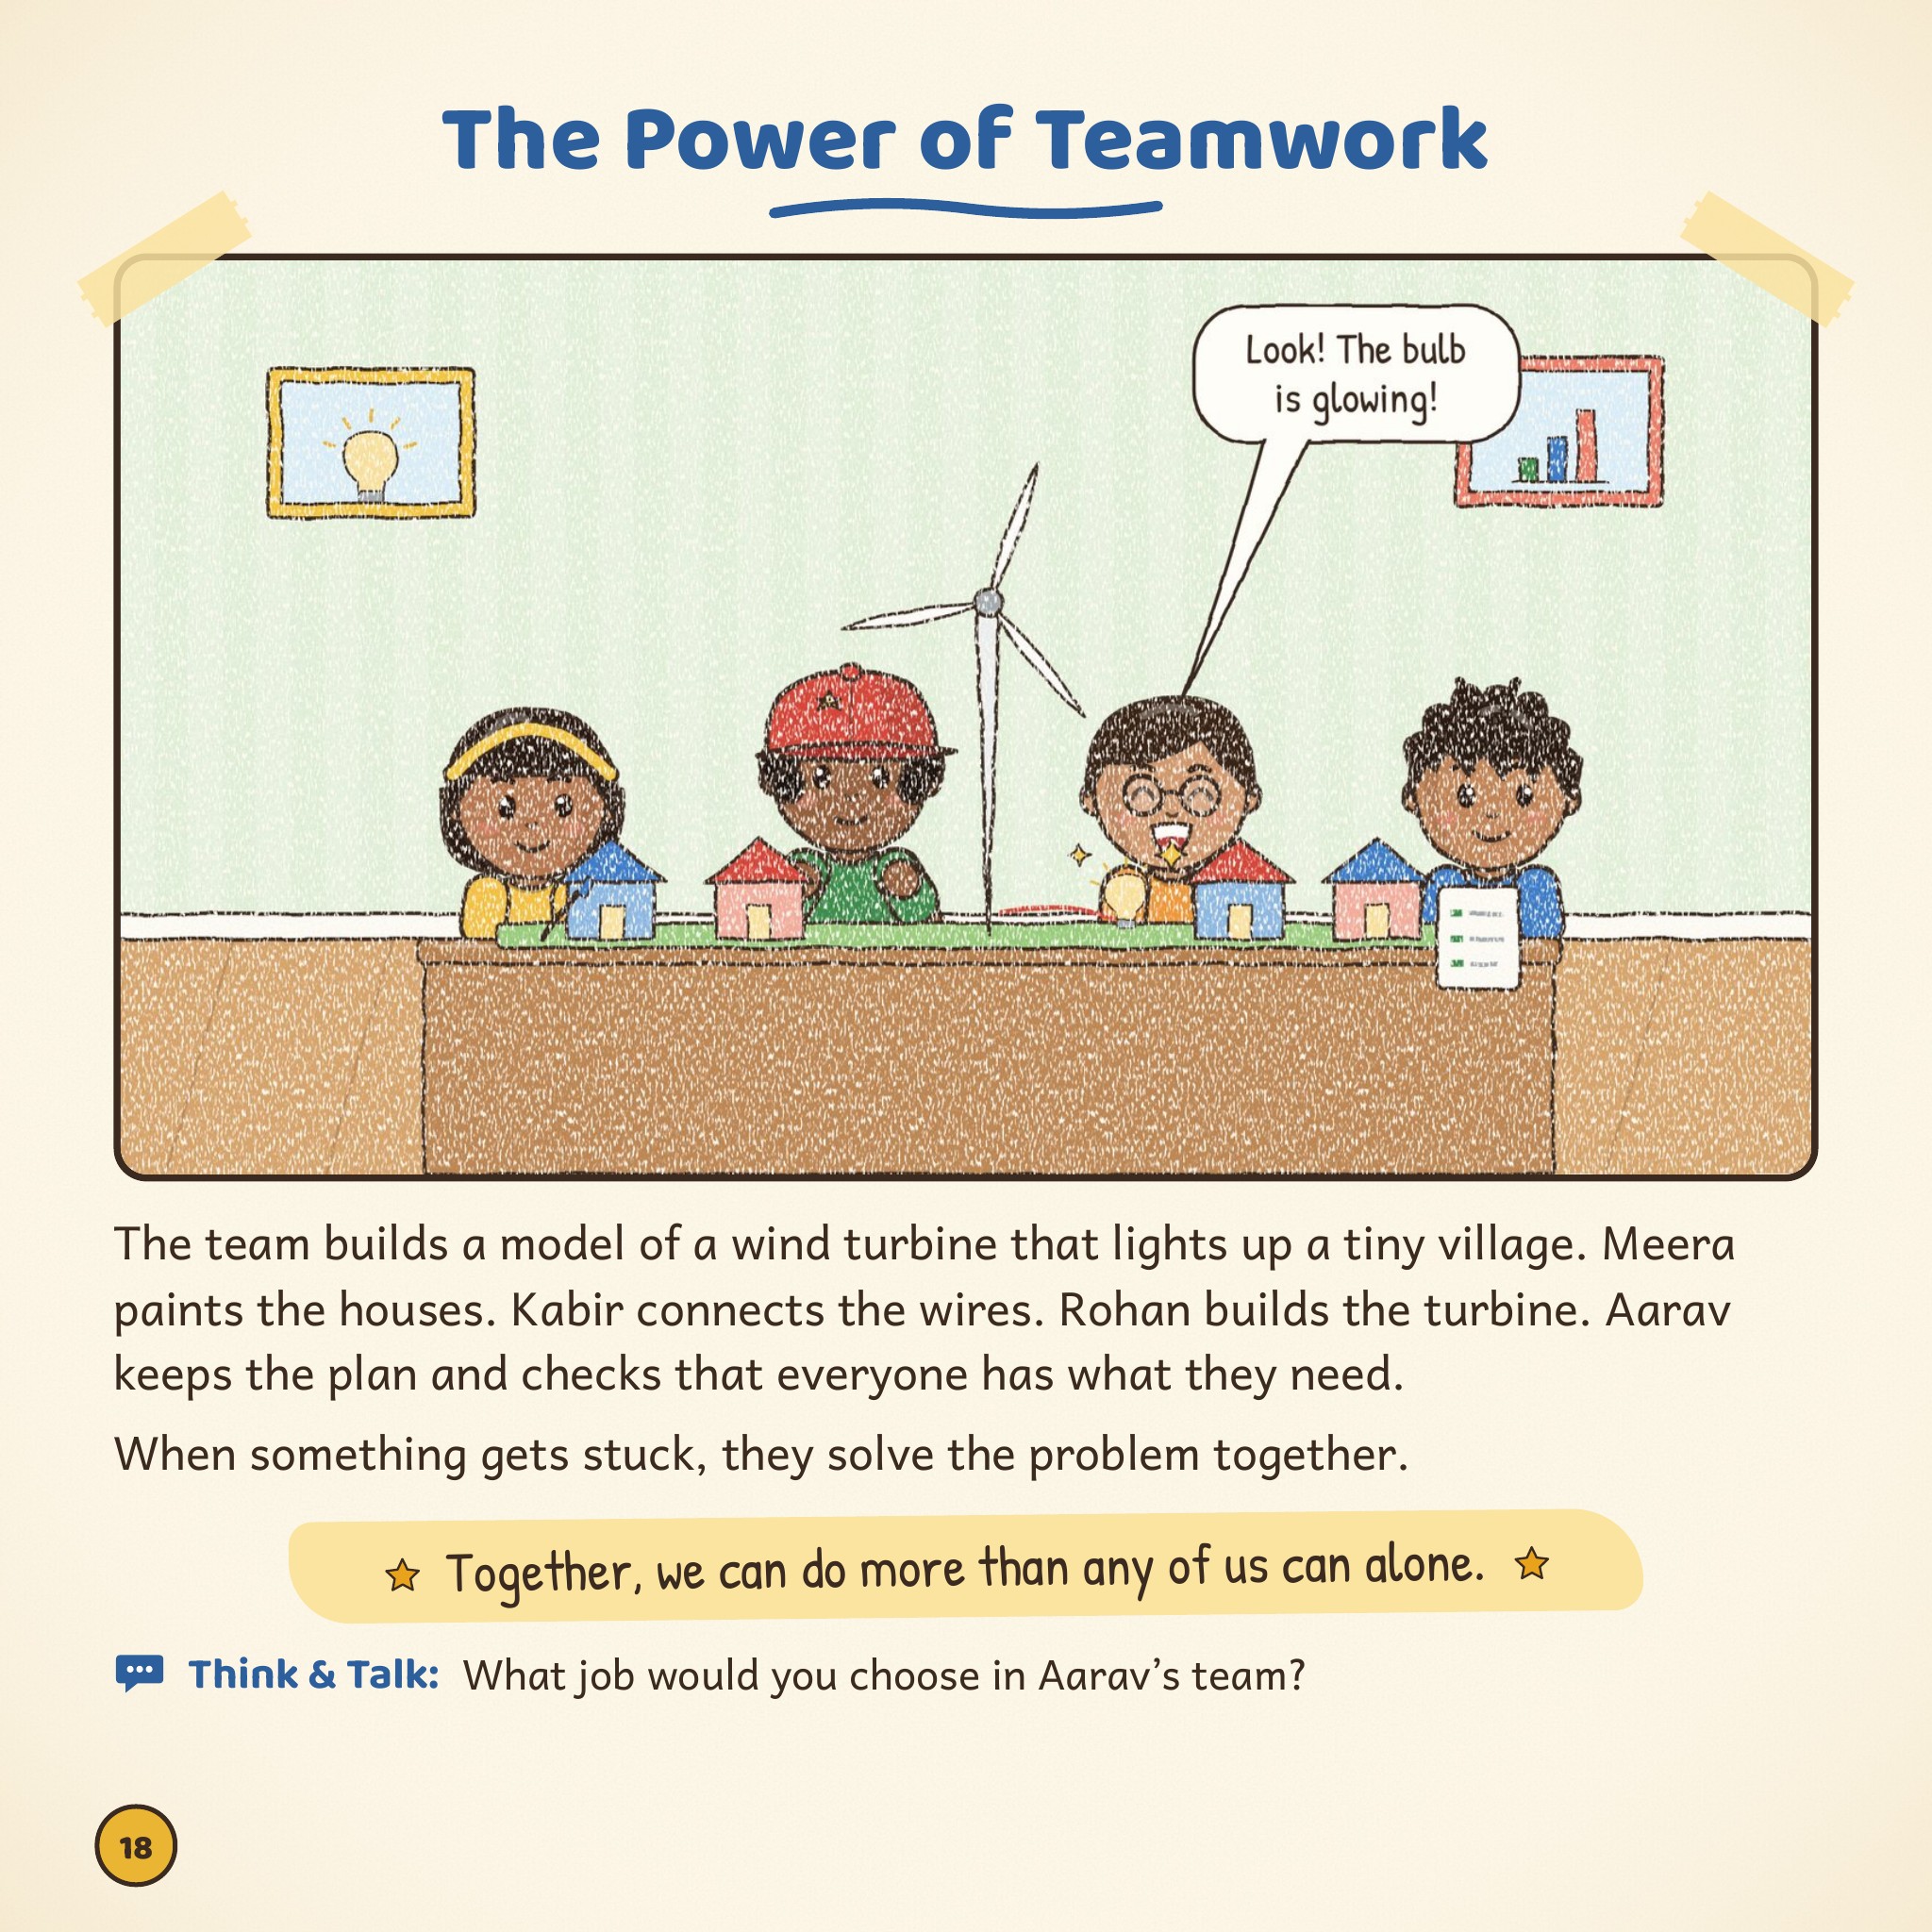 The Power of Teamwork
Look! The bulb
is glowing!
The team builds a model of a wind turbine that lights up a tiny village. Meera
paints the houses. Kabir connects the wires. Rohan builds the turbine. Aarav
keeps the plan and checks that everyone has what they need.
When something gets stuck, they solve the problem together.
Together, we can do more than any of us can alone.
Think & Talk: What job would you choose in Aarav’s team?
18